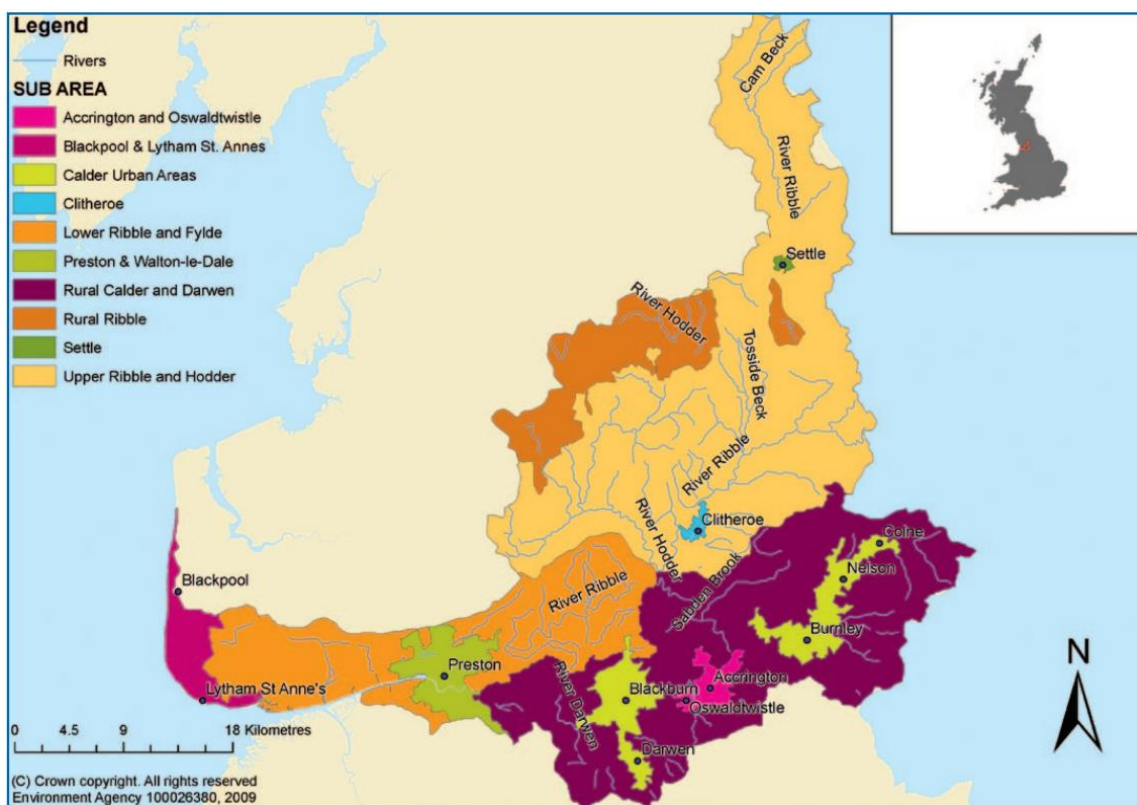 Legend
Rivers
SUB AREA
Accrington and Oswaldtwistle
Blackpool & Lytham St. Annes
Calder Urban Areas
Clitheroe
Lower Ribble and Fylde
Preston & Walton-le-Dale
Rural Calder and Darwen
Rural Ribble
Settle
Upper Ribble and Hodder
Cam Beck
River Ribble
Settle
River Hodder
Tosside Beck
River Ribble
Clitheroe
River Hodder
Sabden Brook
Colne
Nelson
Burnley
River Ribble
Blackpool
Preston
Lytham St Anne's
River Darwen
Blackburn
Accrington
Oswaldtwistle
Darwen
N
0 4.5 9 18 Kilometres
(C) Crown copyright. All rights reserved
Environment Agency 100026380, 2009